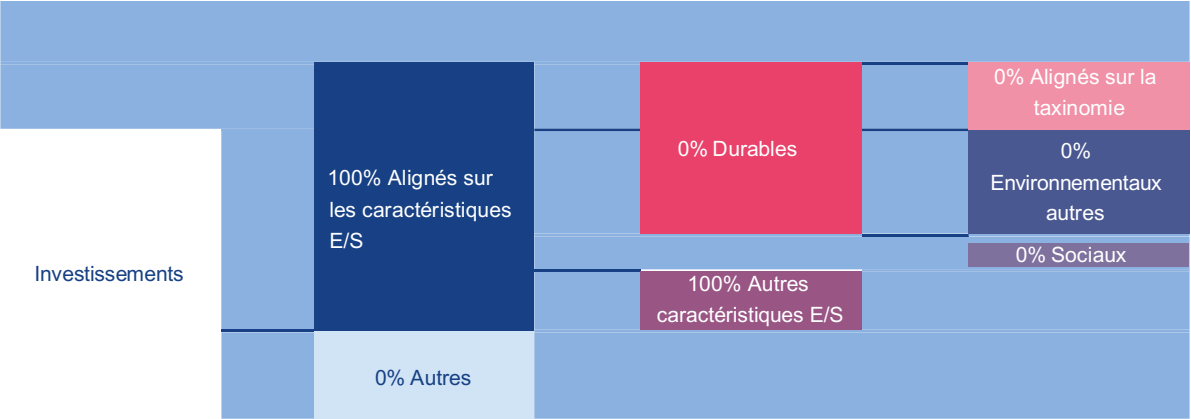 Investissements
100% Alignés sur
les caractéristiques
E/S
0% Autres
0% Durables
100% Autres
caractéristiques E/S
0% Alignés sur la
taxinomie
0%
Environnementaux
autres
0% Sociaux